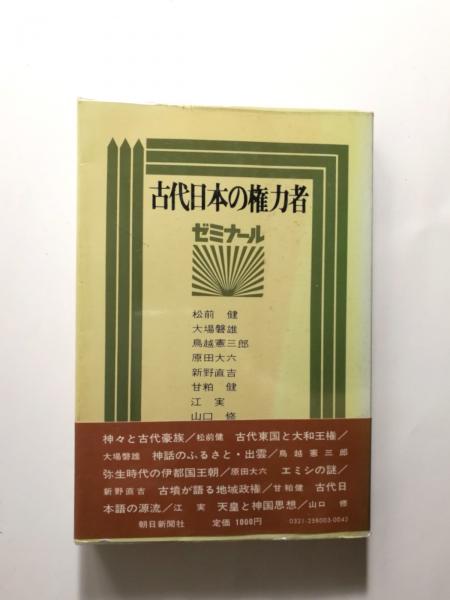 古代日本の権力者
ゼミナール
松前　健
大場磐雄
鳥越憲三郎
原田大六
新野直吉
甘粕　健
江　実
山口　修
神々と古代豪族／松前健　古代東国と大和王権／
大場磐雄　神話のふるさと・出雲／鳥越憲三郎
弥生時代の伊都国王朝／原田大六　エミシの謎／
新野直吉　古墳が語る地域政権／甘粕健　古代日
本語の源流／江　実　天皇と神国思想／山口　修
朝日新聞社　定価　1000円　0321-258003-0042